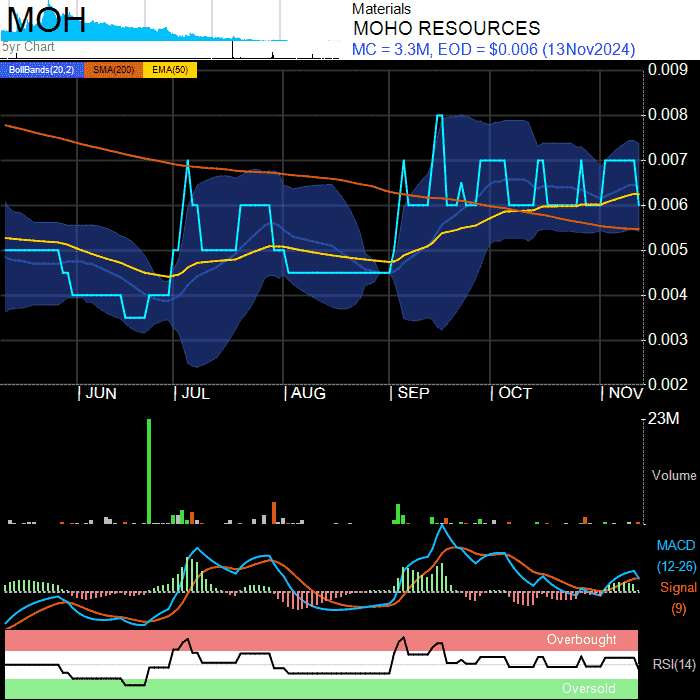 MOH
5yr Chart
Materials
MOHO RESOURCES
MC = 3.3M, EOD = $0.006 (13Nov2024)
BollBands(20,2) SMA(200) EMA(50)
0.009
0.008
0.007
0.006
0.005
0.004
0.003
0.002
| JUN | JUL | AUG | SEP | OCT | NOV
23M
Volume
MACD
(12-26)
Signal
(9)
Overbought
RSI(14)
Oversold